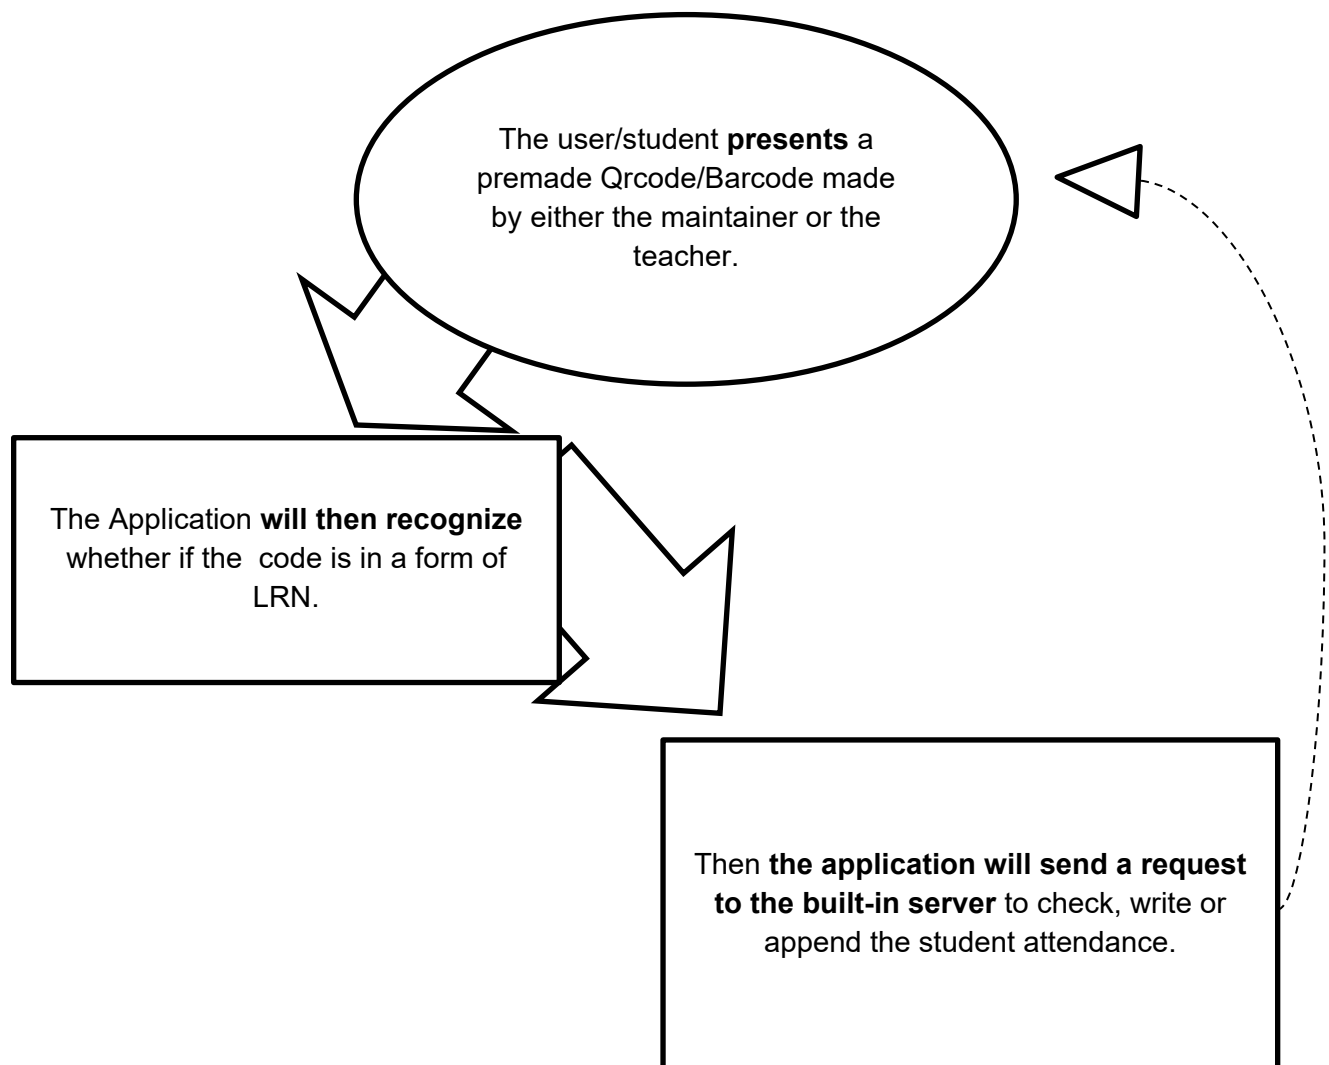 The user/student presents a
premade Qrcode/Barcode made
by either the maintainer or the
teacher.
The Application will then recognize
whether if the  code is in a form of
LRN.
Then the application will send a request
to the built-in server to check, write or
append the student attendance.